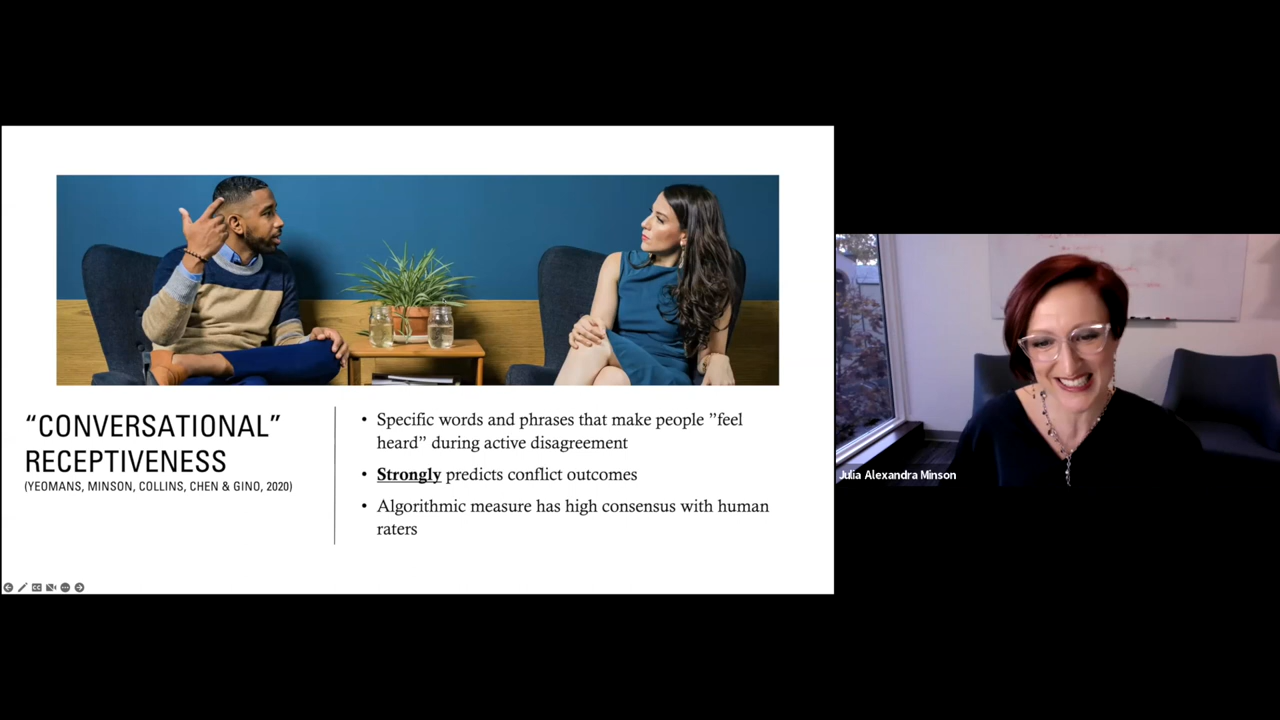 “CONVERSATIONAL”
RECEPTIVENESS
(YEOMANS, MINSON, COLLINS, CHEN & GINO, 2020)
• Specific words and phrases that make people ”feel
heard” during active disagreement
• Strongly predicts conflict outcomes
• Algorithmic measure has high consensus with human
raters
Julia Alexandra Minson